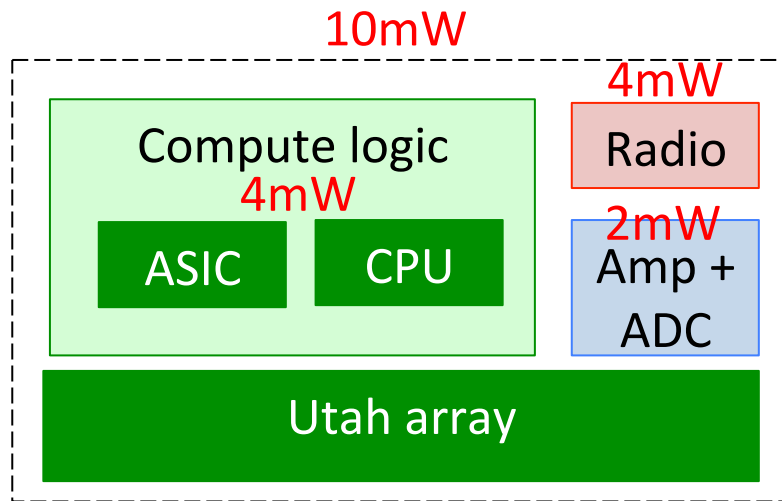 10mW
Compute logic
4mW
ASIC
CPU
4mW
Radio
2mW
Amp +
ADC
Utah array